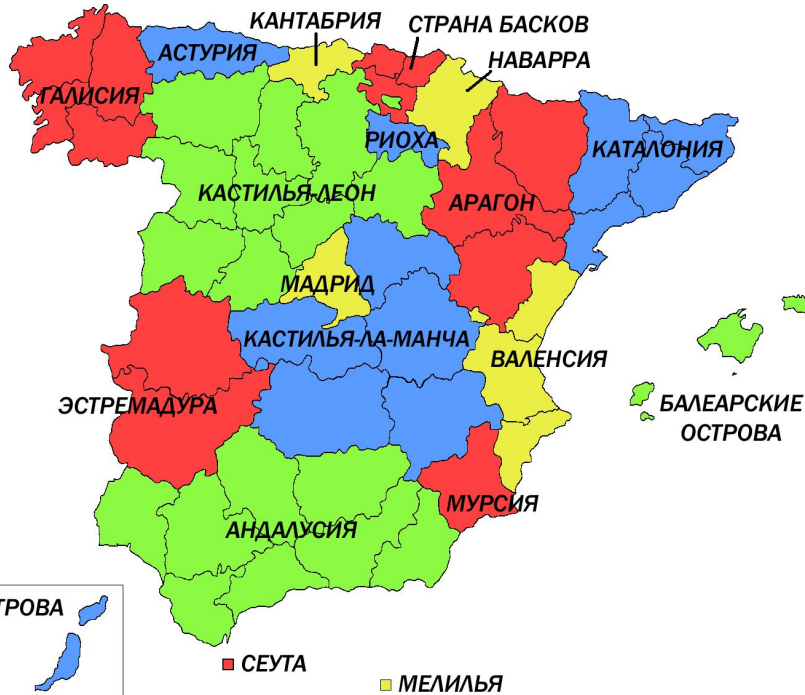 КАНТАБРИЯ
СТРАНА БАСКОВ
АСТУРИЯ
НАВАРРА
ГАЛИСИЯ
РИОХА
КАТАЛОНИЯ
КАСТИЛЬЯ-ЛЕОН
АРАГОН
МАДРИД
КАСТИЛЬЯ-ЛА-МАНЧА
ВАЛЕНСИЯ
ЭСТРЕМАДУРА
БАЛЕАРСКИЕ
ОСТРОВА
МУРСИЯ
АНДАЛУСИЯ
ТРОВА
СЕУТА
МЕЛИЛЬЯ